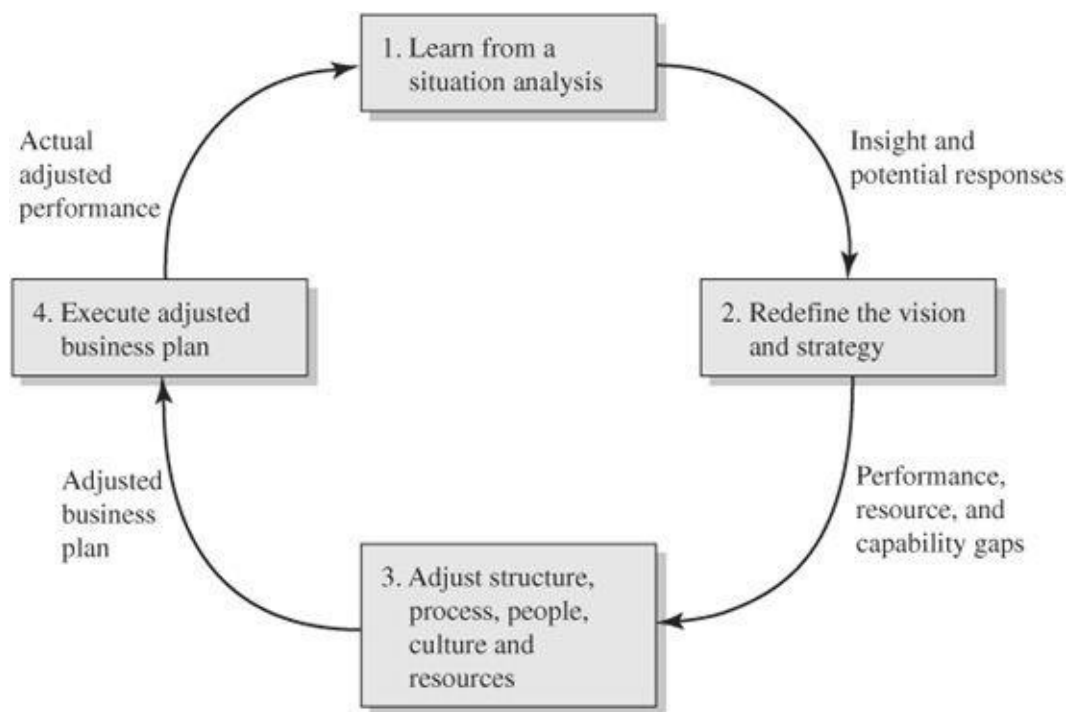 1. Learn from a
situation analysis
Insight and
potential responses
2. Redefine the vision
and strategy
Performance,
resource, and
capability gaps
3. Adjust structure,
process, people,
culture and
resources
Adjusted
business
plan
4. Execute adjusted
business plan
Actual
adjusted
performance